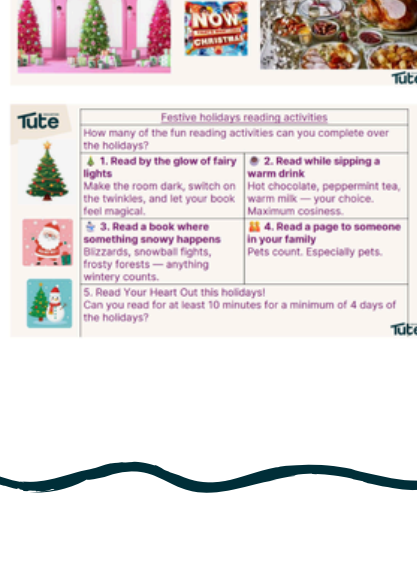 NOW
CHRISTMAS
Tute
Tute
Festive holidays reading activities
How many of the fun reading activities can you complete over
the holidays?
1. Read by the glow of fairy
lights
Make the room dark, switch on
the twinkles, and let your book
feel magical.
2. Read while sipping a
warm drink
Hot chocolate, peppermint tea,
warm milk — your choice.
Maximum cosiness.
3. Read a book where
something snowy happens
Blizzards, snowball fights,
frosty forests — anything
wintery counts.
4. Read a page to someone
in your family
Pets count. Especially pets.
5. Read Your Heart Out this holidays!
Can you read for at least 10 minutes for a minimum of 4 days of
the holidays?
Tute